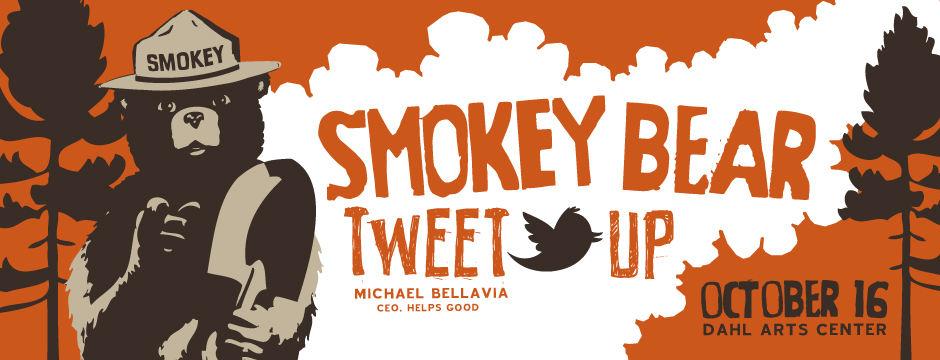 SMOKEY
SMOKEY BEAR
TWEET UP
MICHAEL BELLAVIA
CEO, HELPS GOOD
OCTOBER 16
DAHL ARTS CENTER